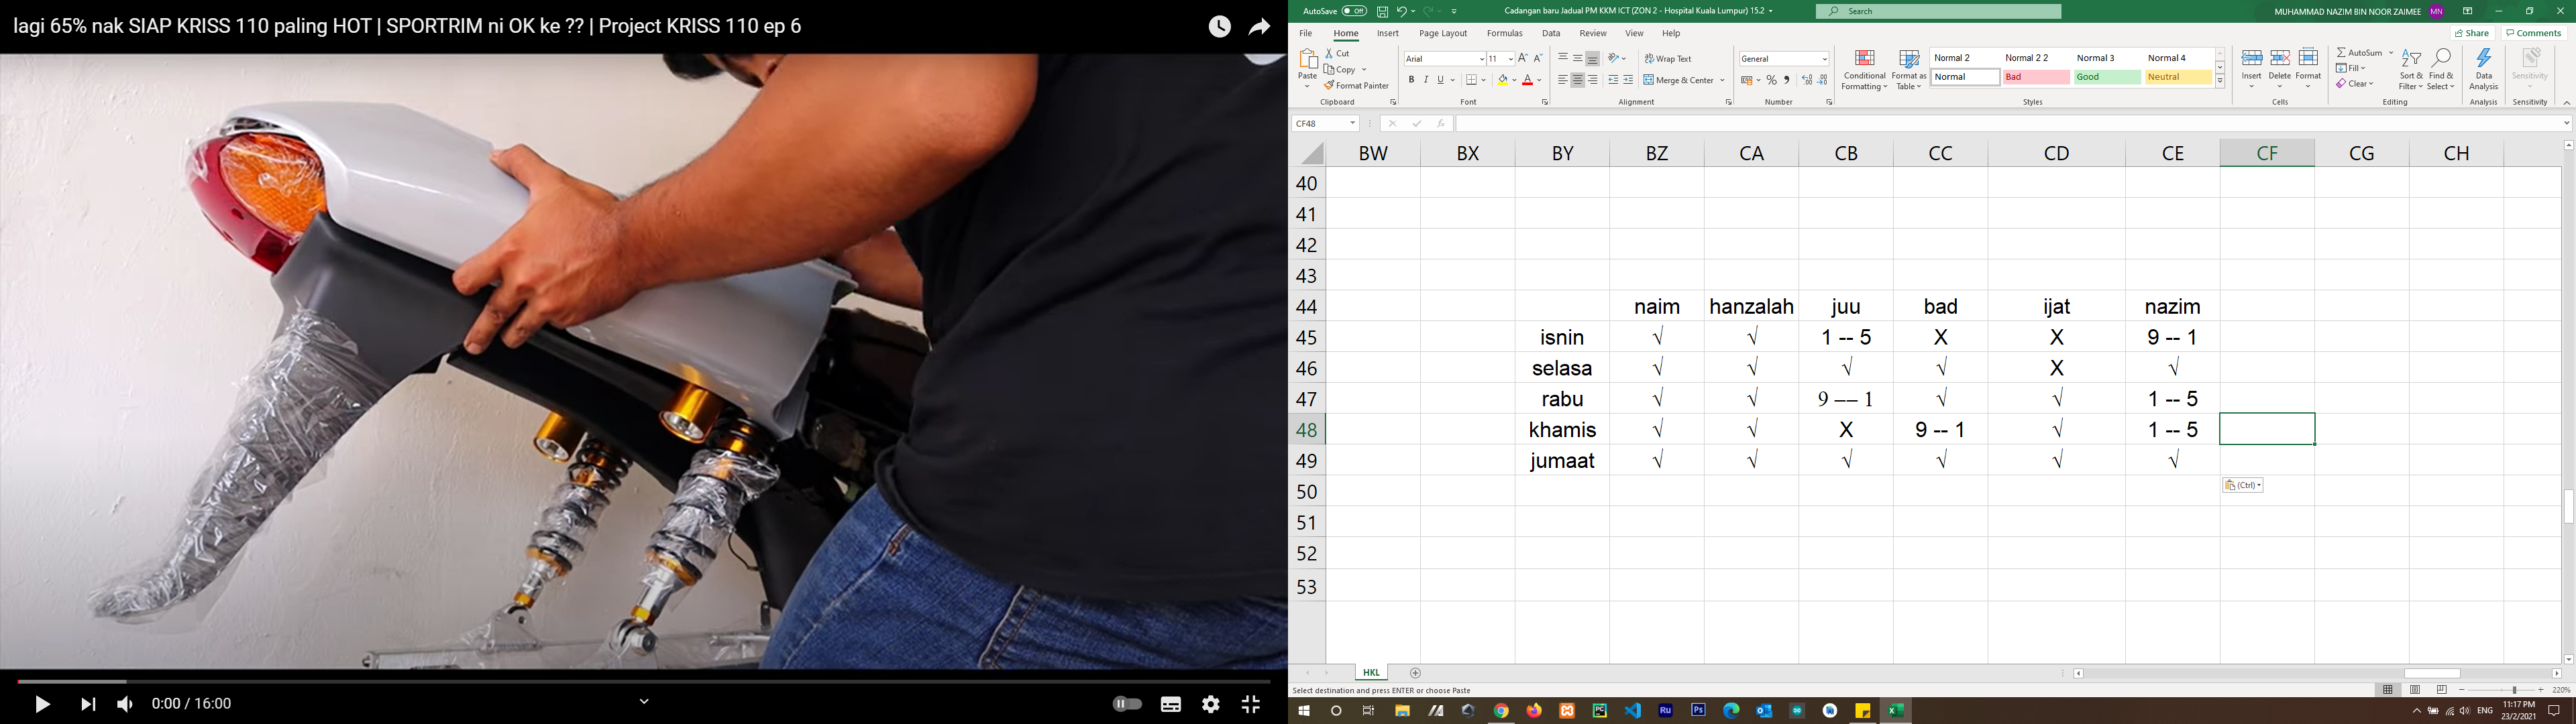 lagi 65% nak SIAP KRISS 110 paling HOT | SPORTRIM ni OK ke ?? | Project KRISS 110 ep 6
0:00 / 16:00
AutoSave Off
Cadangan baru Jadual PM KKM ICT (ZON 2 - Hospital Kuala Lumpur) 15.2
Search
MUHAMMAD NAZIM BIN NOOR ZAIMEE MN
File Home Insert Page Layout Formulas Data Review View Help Share Comments
Paste
Cut
Copy
Format Painter
Clipboard
Arial 11
B I U
Font
Wrap Text
Merge & Center
Alignment
General
Number
Conditional Formatting
Format as Table
Normal 2 Normal 2 2 Normal 3 Normal 4
Normal Bad Good Neutral
Styles
Insert Delete Format
Cells
AutoSum
Fill
Clear
Sort & Filter
Find & Select
Editing
Data Analysis
Analysis
Sensitivity
Sensitivity
CF48 fx
BW BX BY BZ CA CB CC CD CE CF CG CH
40
41
42
43
44 naim hanzalah juu bad ijat nazim
45 isnin √ √ 1 -- 5 X X 9 -- 1
46 selasa √ √ √ √ X √
47 rabu √ √ 9 — 1 √ √ 1 -- 5
48 khamis √ √ X 9 -- 1 √ 1 -- 5
49 jumaat √ √ √ √ √ √
50 (Ctrl)
51
52
53
HKL
Select destination and press ENTER or choose Paste
220%
ENG
11:17 PM
23/2/2021